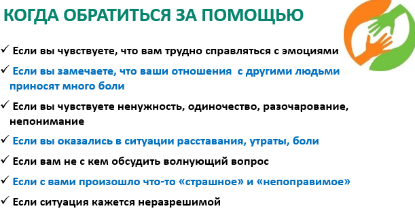 КОГДА ОБРАТИТЬСЯ ЗА ПОМОЩЬЮ
✓ Если вы чувствуете, что вам трудно справляться с эмоциями
✓ Если вы замечаете, что ваши отношения с другими людьми
приносят много боли
✓ Если вы чувствуете ненужность, одиночество, разочарование,
непонимание
✓ Если вы оказались в ситуации расставания, утраты, боли
✓ Если вам не с кем обсудить волнующий вопрос
✓ Если с вами произошло что-то «страшное» и «непоправимое»
✓ Если ситуация кажется неразрешимой